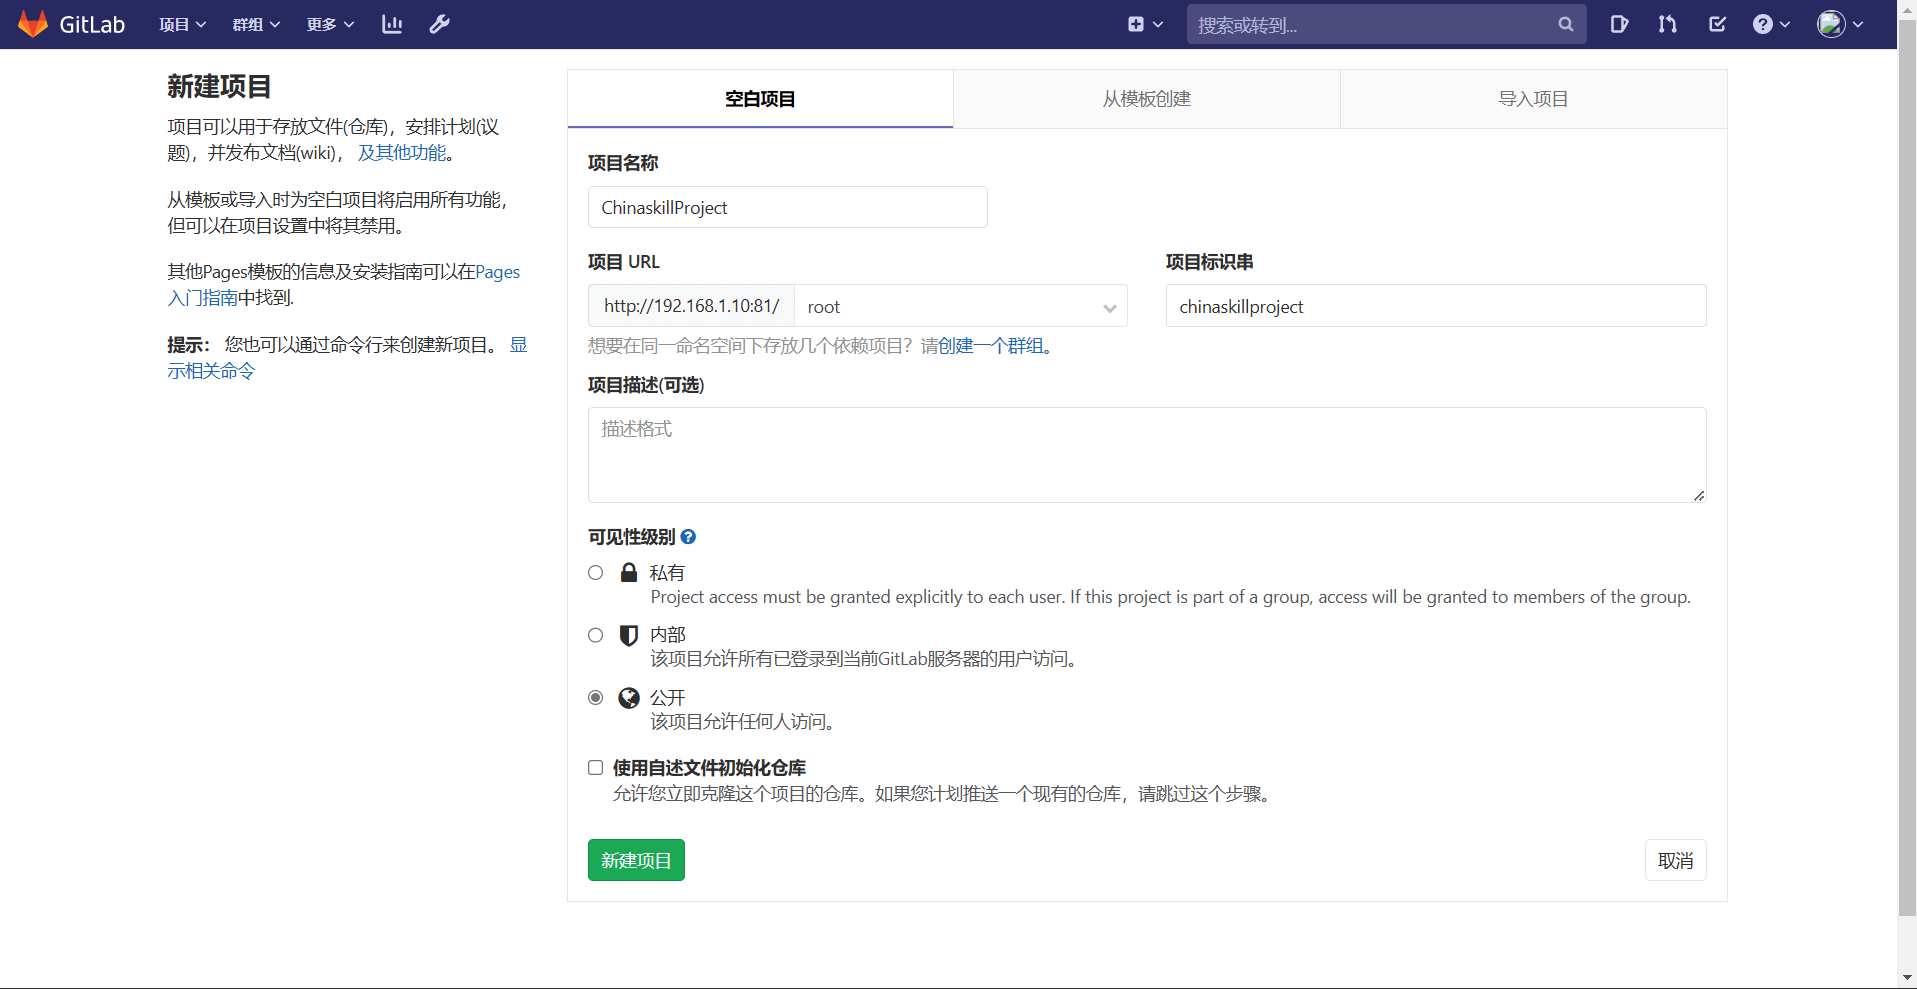 GitLab 项目 群组 更多 搜索或转到...
新建项目
项目可以用于存放文件(仓库)，安排计划(议
题)，并发布文档(wiki)， 及其他功能。
从模板或导入时为空白项目将启用所有功能，
但可以在项目设置中将其禁用。
其他Pages模板的信息及安装指南可以在Pages
入门指南中找到.
提示： 您也可以通过命令行来创建新项目。 显
示相关命令
空白项目 从模板创建 导入项目
项目名称
ChinaskillProject
项目 URL 项目标识串
http://192.168.1.10:81/ root chinaskillproject
想要在同一命名空间下存放几个依赖项目？请创建一个群组。
项目描述(可选)
描述格式
可见性级别
私有
Project access must be granted explicitly to each user. If this project is part of a group, access will be granted to members of the group.
内部
该项目允许所有已登录到当前GitLab服务器的用户访问。
公开
该项目允许任何人访问。
使用自述文件初始化仓库
允许您立即克隆这个项目的仓库。如果您计划推送一个现有的仓库，请跳过这个步骤。
新建项目 取消